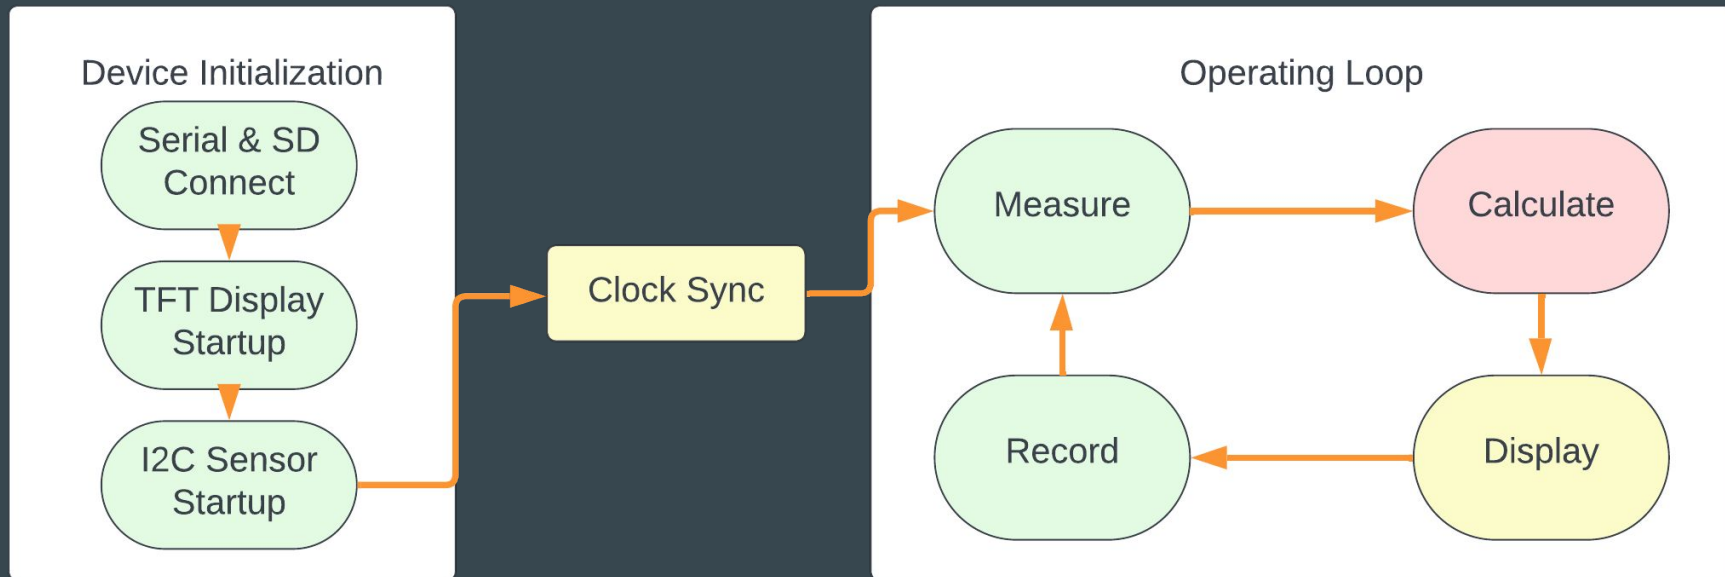 Device Initialization
Serial & SD
Connect
TFT Display
Startup
I2C Sensor
Startup
Clock Sync
Operating Loop
Measure
Calculate
Display
Record